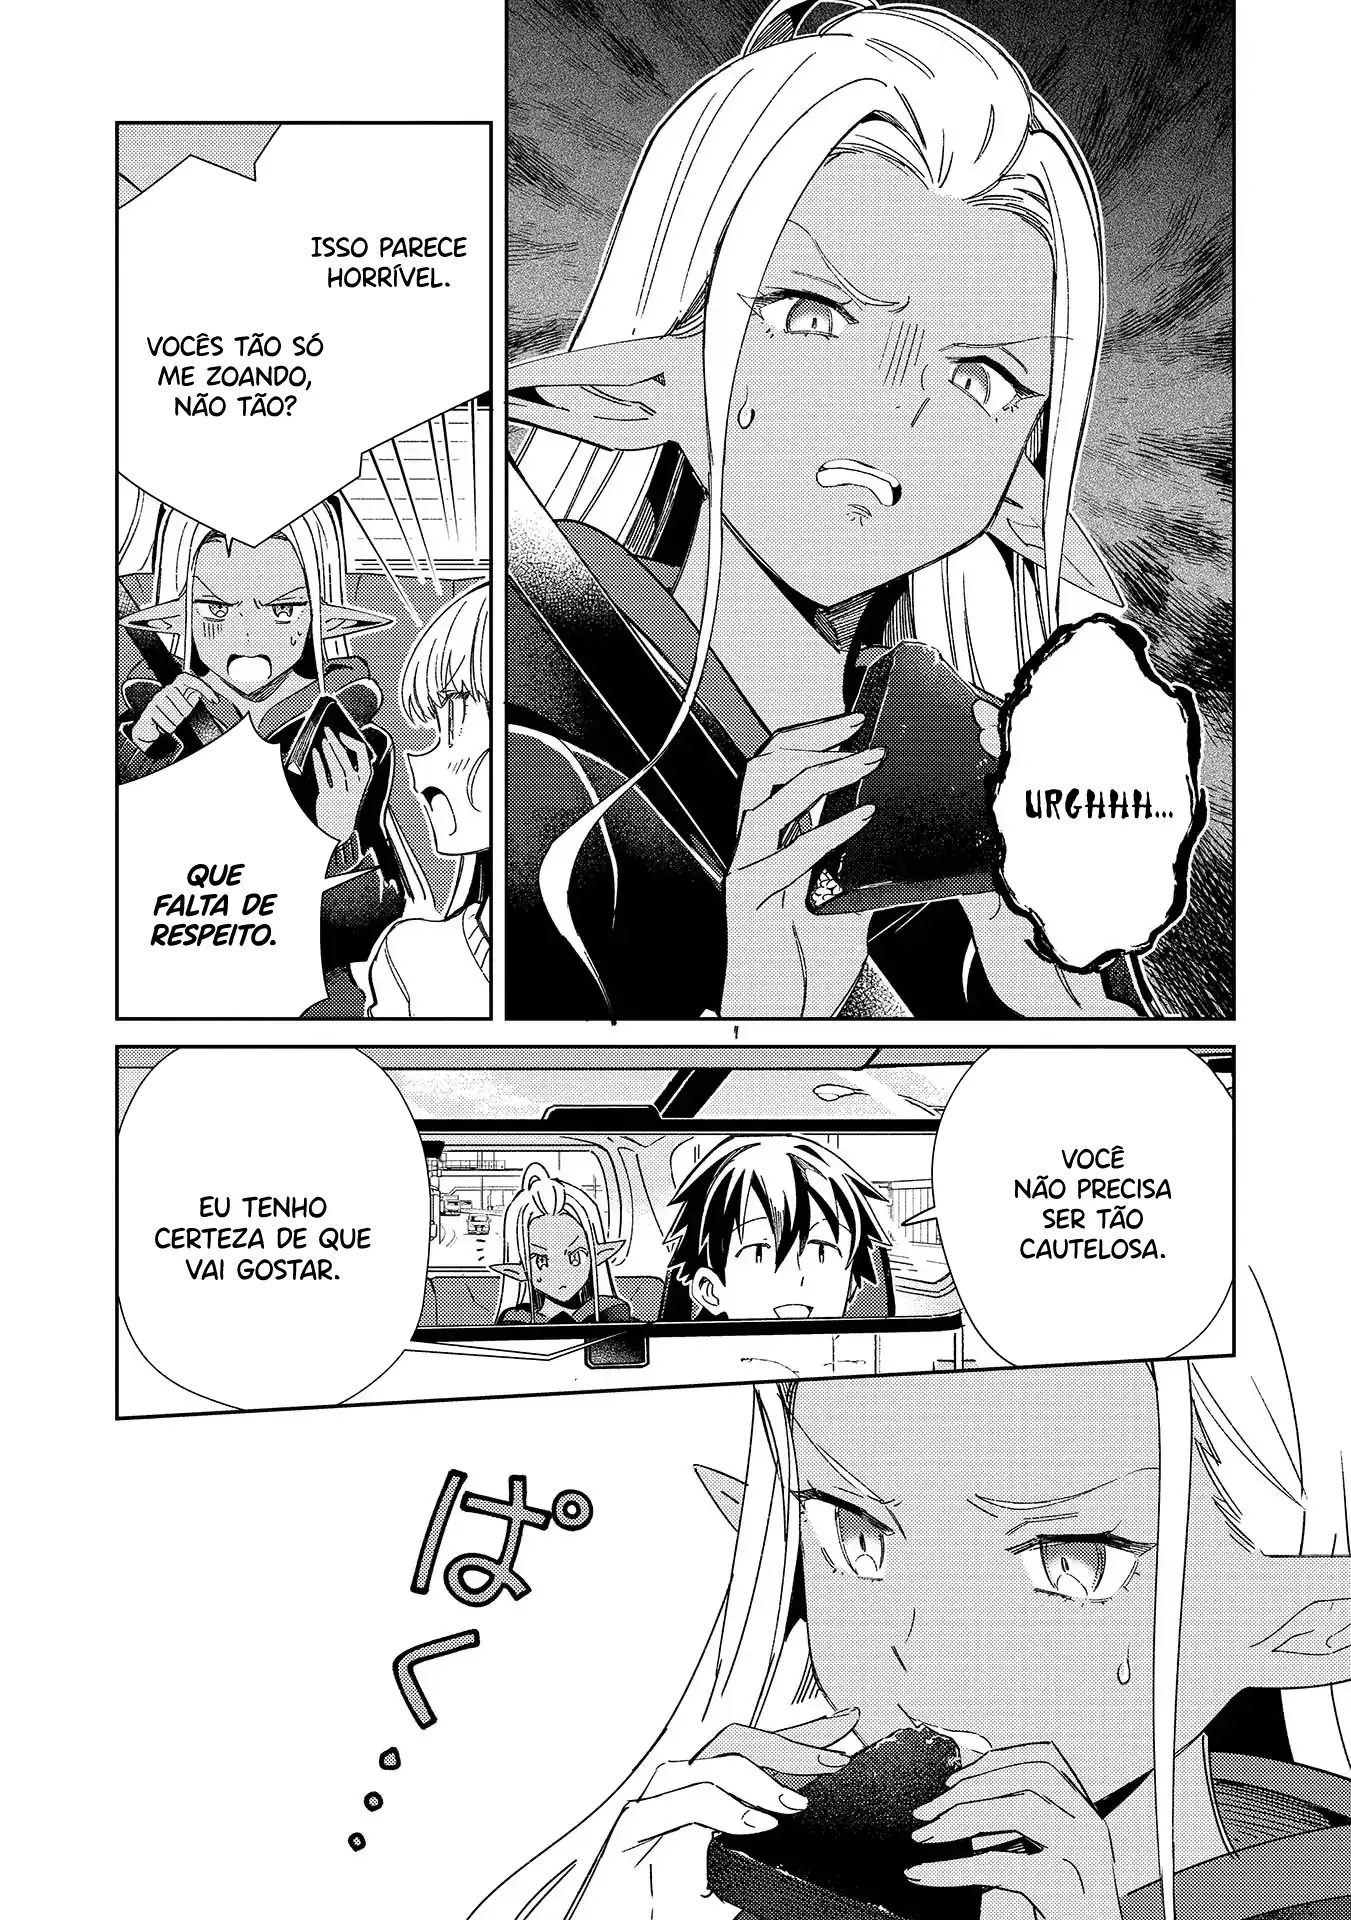 URGHHH...
ISSO PARECE
HORRÍVEL.
VOCÊS TÃO SÓ
ME ZOANDO,
NÃO TÃO?
QUE
FALTA DE
RESPEITO.
VOCÊ
NÃO PRECISA
SER TÃO
CAUTELOSA.
EU TENHO
CERTEZA DE QUE
VAI GOSTAR.
ぱく...